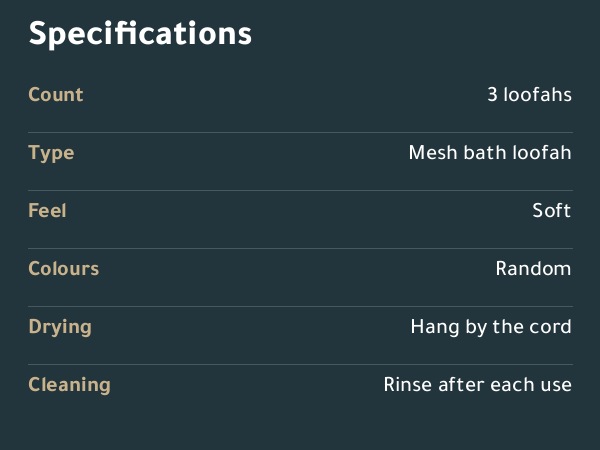 Specifications
Count 3 loofahs
Type Mesh bath loofah
Feel Soft
Colours Random
Drying Hang by the cord
Cleaning Rinse after each use